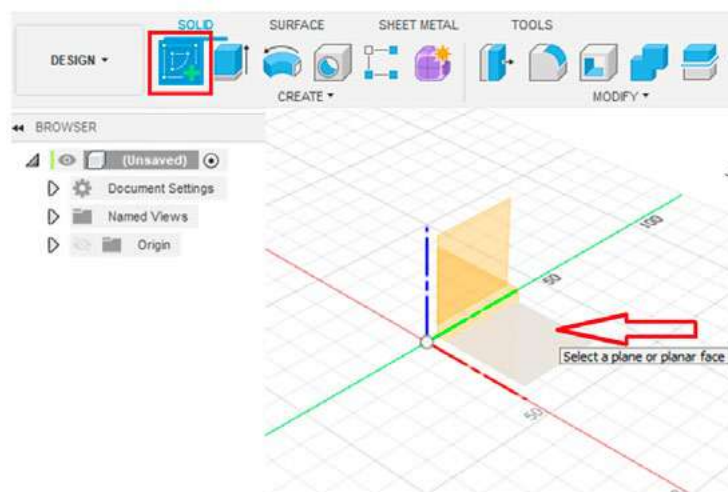 SOLID SURFACE SHEET METAL TOOLS
DESIGN
CREATE MODIFY
BROWSER
(Unsaved)
Document Settings
Named Views
Origin
100
50
Select a plane or planar face
50